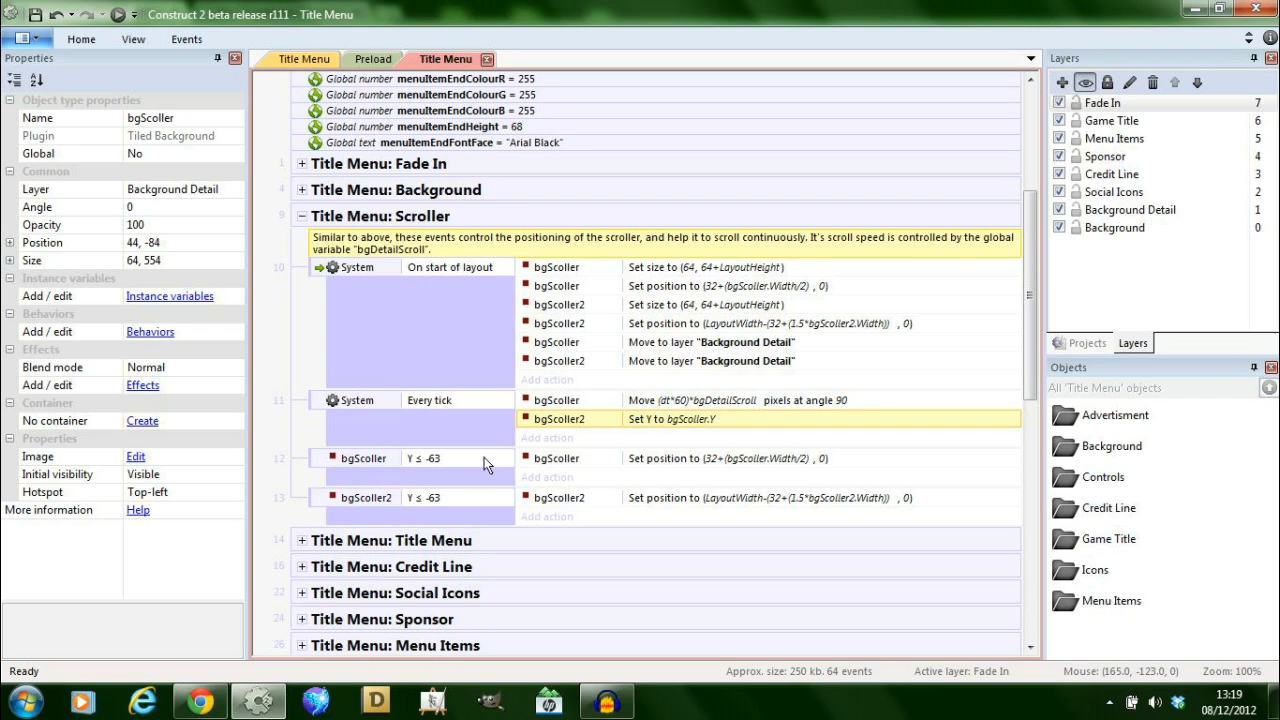 Construct 2 beta release r111 - Title Menu
Home View Events
Properties
Object type properties
Name bgScoller
Plugin Tiled Background
Global No
Common
Layer Background Detail
Angle 0
Opacity 100
Position 44, -84
Size 64, 554
Instance variables
Add / edit Instance variables
Behaviors
Add / edit Behaviors
Effects
Blend mode Normal
Add / edit Effects
Container
No container Create
Properties
Image Edit
Initial visibility Visible
Hotspot Top-left
More information Help
Title Menu Preload Title Menu
Global number menuItemEndColourR = 255
Global number menuItemEndColourG = 255
Global number menuItemEndColourB = 255
Global number menuItemEndHeight = 68
Global text menuItemEndFontFace = "Arial Black"
1 Title Menu: Fade In
4 Title Menu: Background
9 Title Menu: Scroller
Similar to above, these events control the positioning of the scroller, and help it to scroll continuously. It's scroll speed is controlled by the global
variable "bgDetailScroll".
10 System On start of layout bgScoller Set size to (64, 64+LayoutHeight)
bgScoller Set position to (32+(bgScoller.Width/2) , 0)
bgScoller2 Set size to (64, 64+LayoutHeight)
bgScoller2 Set position to (LayoutWidth-(32+(1.5*bgScoller2.Width)) , 0)
bgScoller Move to layer "Background Detail"
bgScoller2 Move to layer "Background Detail"
Add action
11 System Every tick bgScoller Move (dt*60)*bgDetailScroll pixels at angle 90
bgScoller2 Set Y to bgScoller.Y
Add action
12 bgScoller Y ≤ -63 bgScoller Set position to (32+(bgScoller.Width/2) , 0)
Add action
13 bgScoller2 Y ≤ -63 bgScoller2 Set position to (LayoutWidth-(32+(1.5*bgScoller2.Width)) , 0)
Add action
14 Title Menu: Title Menu
16 Title Menu: Credit Line
22 Title Menu: Social Icons
24 Title Menu: Sponsor
26 Title Menu: Menu Items
Layers
Fade In 7
Game Title 6
Menu Items 5
Sponsor 4
Credit Line 3
Social Icons 2
Background Detail 1
Background 0
Projects Layers
Objects
All 'Title Menu' Objects
Advertisment
Background
Controls
Credit Line
Game Title
Icons
Menu Items
Ready Approx. size: 250 kb. 64 events Active layer: Fade In Mouse: (165.0, -123.0, 0) Zoom: 100%
D
hp
13:19
08/12/2012